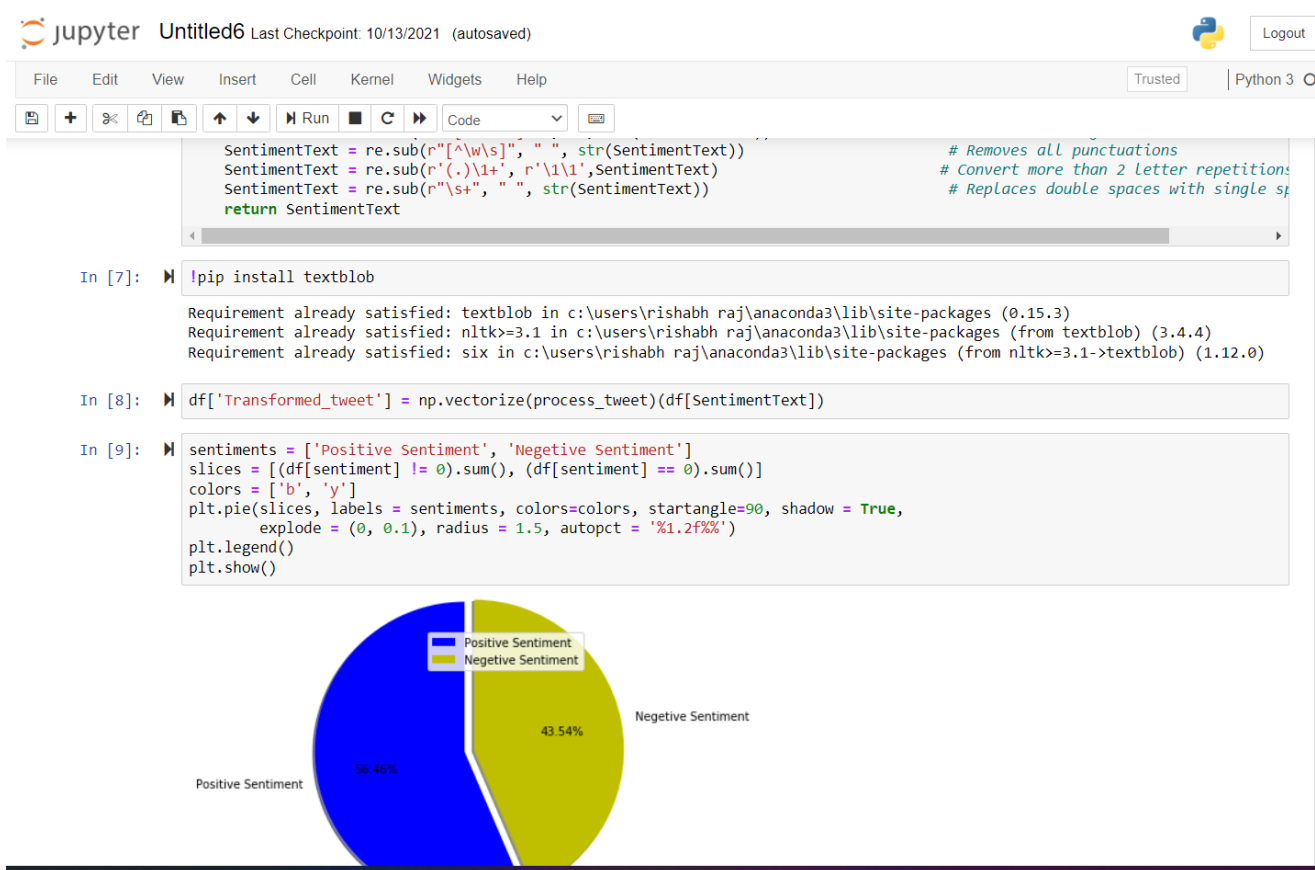 jupyter Untitled6 Last Checkpoint: 10/13/2021 (autosaved)
Logout
File Edit View Insert Cell Kernel Widgets Help
Trusted
Python 3
Run
Code
SentimentText = re.sub(r"[^\w\s]", " ", str(SentimentText)) # Removes all punctuations
SentimentText = re.sub(r'(.)\1+', r'\1\1',SentimentText) # Convert more than 2 letter repetitions
SentimentText = re.sub(r"\s+", " ", str(SentimentText)) # Replaces double spaces with single sp
return SentimentText
In [7]: !pip install textblob
Requirement already satisfied: textblob in c:\users\rishabh raj\anaconda3\lib\site-packages (0.15.3)
Requirement already satisfied: nltk>=3.1 in c:\users\rishabh raj\anaconda3\lib\site-packages (from textblob) (3.4.4)
Requirement already satisfied: six in c:\users\rishabh raj\anaconda3\lib\site-packages (from nltk>=3.1->textblob) (1.12.0)
In [8]: df['Transformed_tweet'] = np.vectorize(process_tweet)(df[SentimentText])
In [9]: sentiments = ['Positive Sentiment', 'Negetive Sentiment']
slices = [(df[sentiment] != 0).sum(), (df[sentiment] == 0).sum()]
colors = ['b', 'y']
plt.pie(slices, labels = sentiments, colors=colors, startangle=90, shadow = True,
explode = (0, 0.1), radius = 1.5, autopct = '%1.2f%%')
plt.legend()
plt.show()
Positive Sentiment
Negetive Sentiment
Negetive Sentiment
43.54%
56.46%
Positive Sentiment